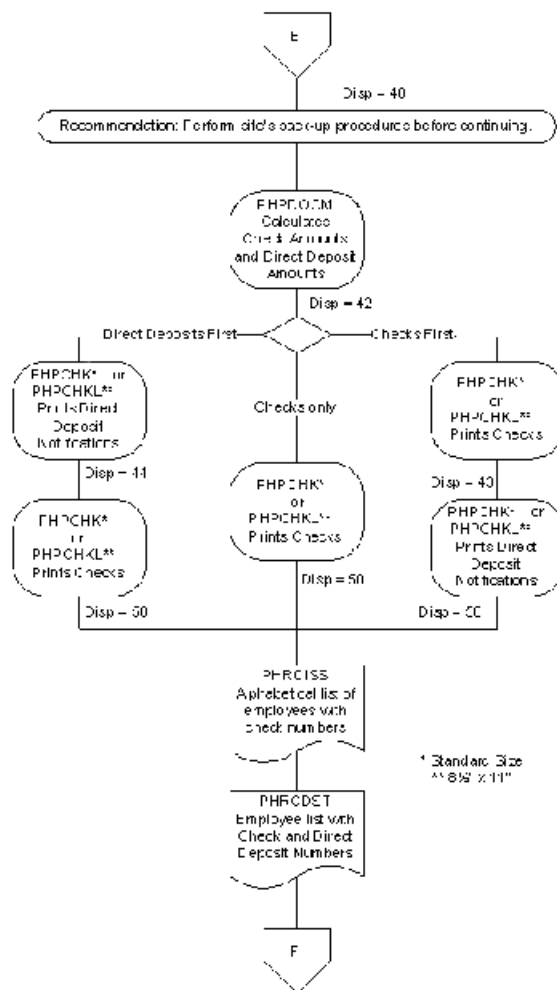 E
Disp = 40
Recommendation: Perform site's back-up procedures before continuing.
Calculates
Check Amounts
and Direct Deposit
Amounts
Disp = 42
Direct Deposits First
Checks First
Checks only
PHPCHK* or
PHPCHKL**
Prints Direct
Deposit
Notifications
Disp = 44
PHPCHK*
or
PHPCHKL**
Prints Checks
Disp = 50
PHPCHK*
or
PHPCHKL**
Prints Checks
Disp = 50
PHPCHK*
or
PHPCHKL**
Prints Checks
Disp = 43
PHPCHK* or
PHPCHKL**
Prints Direct
Deposit
Notifications
Disp = 50
PHRCISS
Alphabetical list of
employees with
check numbers
* Standard Size
** 8½" x 11"
PHRCDST
Employee list with
Check and Direct
Deposit Numbers
F